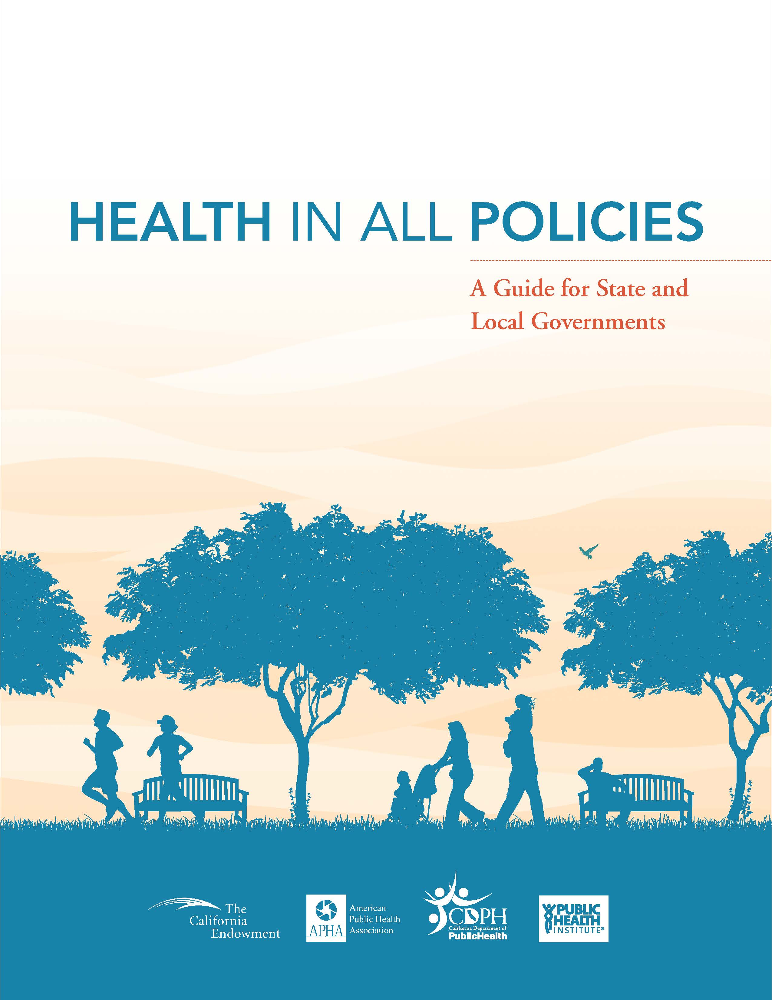 HEALTH IN ALL POLICIES
A Guide for State and
Local Governments
The
California
Endowment
APHA
American
Public Health
Association
CDPH
California Department of
PublicHealth
PUBLIC
HEALTH
INSTITUTE®